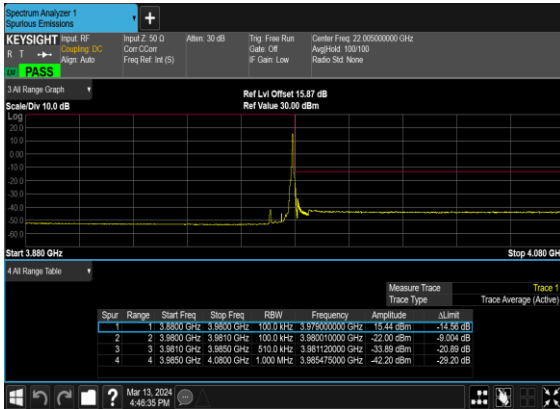 Spectrum Analyzer 1
Spurious Emissions
+
KEYSIGHT Input: RF Input Z: 50 Ω Atten: 30 dB Trig: Free Run Center Freq: 22.005000000 GHz
R T Coupling: DC Corr CCorr Gate: Off Avg|Hold: 100/100
Align: Auto Freq Ref: Int (S) IF Gain: Low Radio Std: None
PASS
3 All Range Graph
Ref Lvl Offset 15.87 dB
Scale/Div 10.0 dB Ref Value 30.00 dBm
Log
20.0
10.0
0.00
-10.0
-20.0
-30.0
-40.0
-50.0
-60.0
Start 3.880 GHz Stop 4.080 GH
4 All Range Table
Measure Trace Trace 1
Trace Type Trace Average (Active)
Spur Range Start Freq Stop Freq RBW Frequency Amplitude ΔLimit
1 1 3.8800 GHz 3.9800 GHz 100.0 kHz 3.979000000 GHz 15.44 dBm -14.56 dB
2 2 3.9800 GHz 3.9810 GHz 100.0 kHz 3.980010000 GHz -22.00 dBm -9.004 dB
3 3 3.9810 GHz 3.9850 GHz 510.0 kHz 3.981120000 GHz -33.89 dBm -20.89 dB
4 4 3.9850 GHz 4.0800 GHz 1.000 MHz 3.985475000 GHz -42.20 dBm -29.20 dB
? Mar 13, 2024
4:46:35 PM